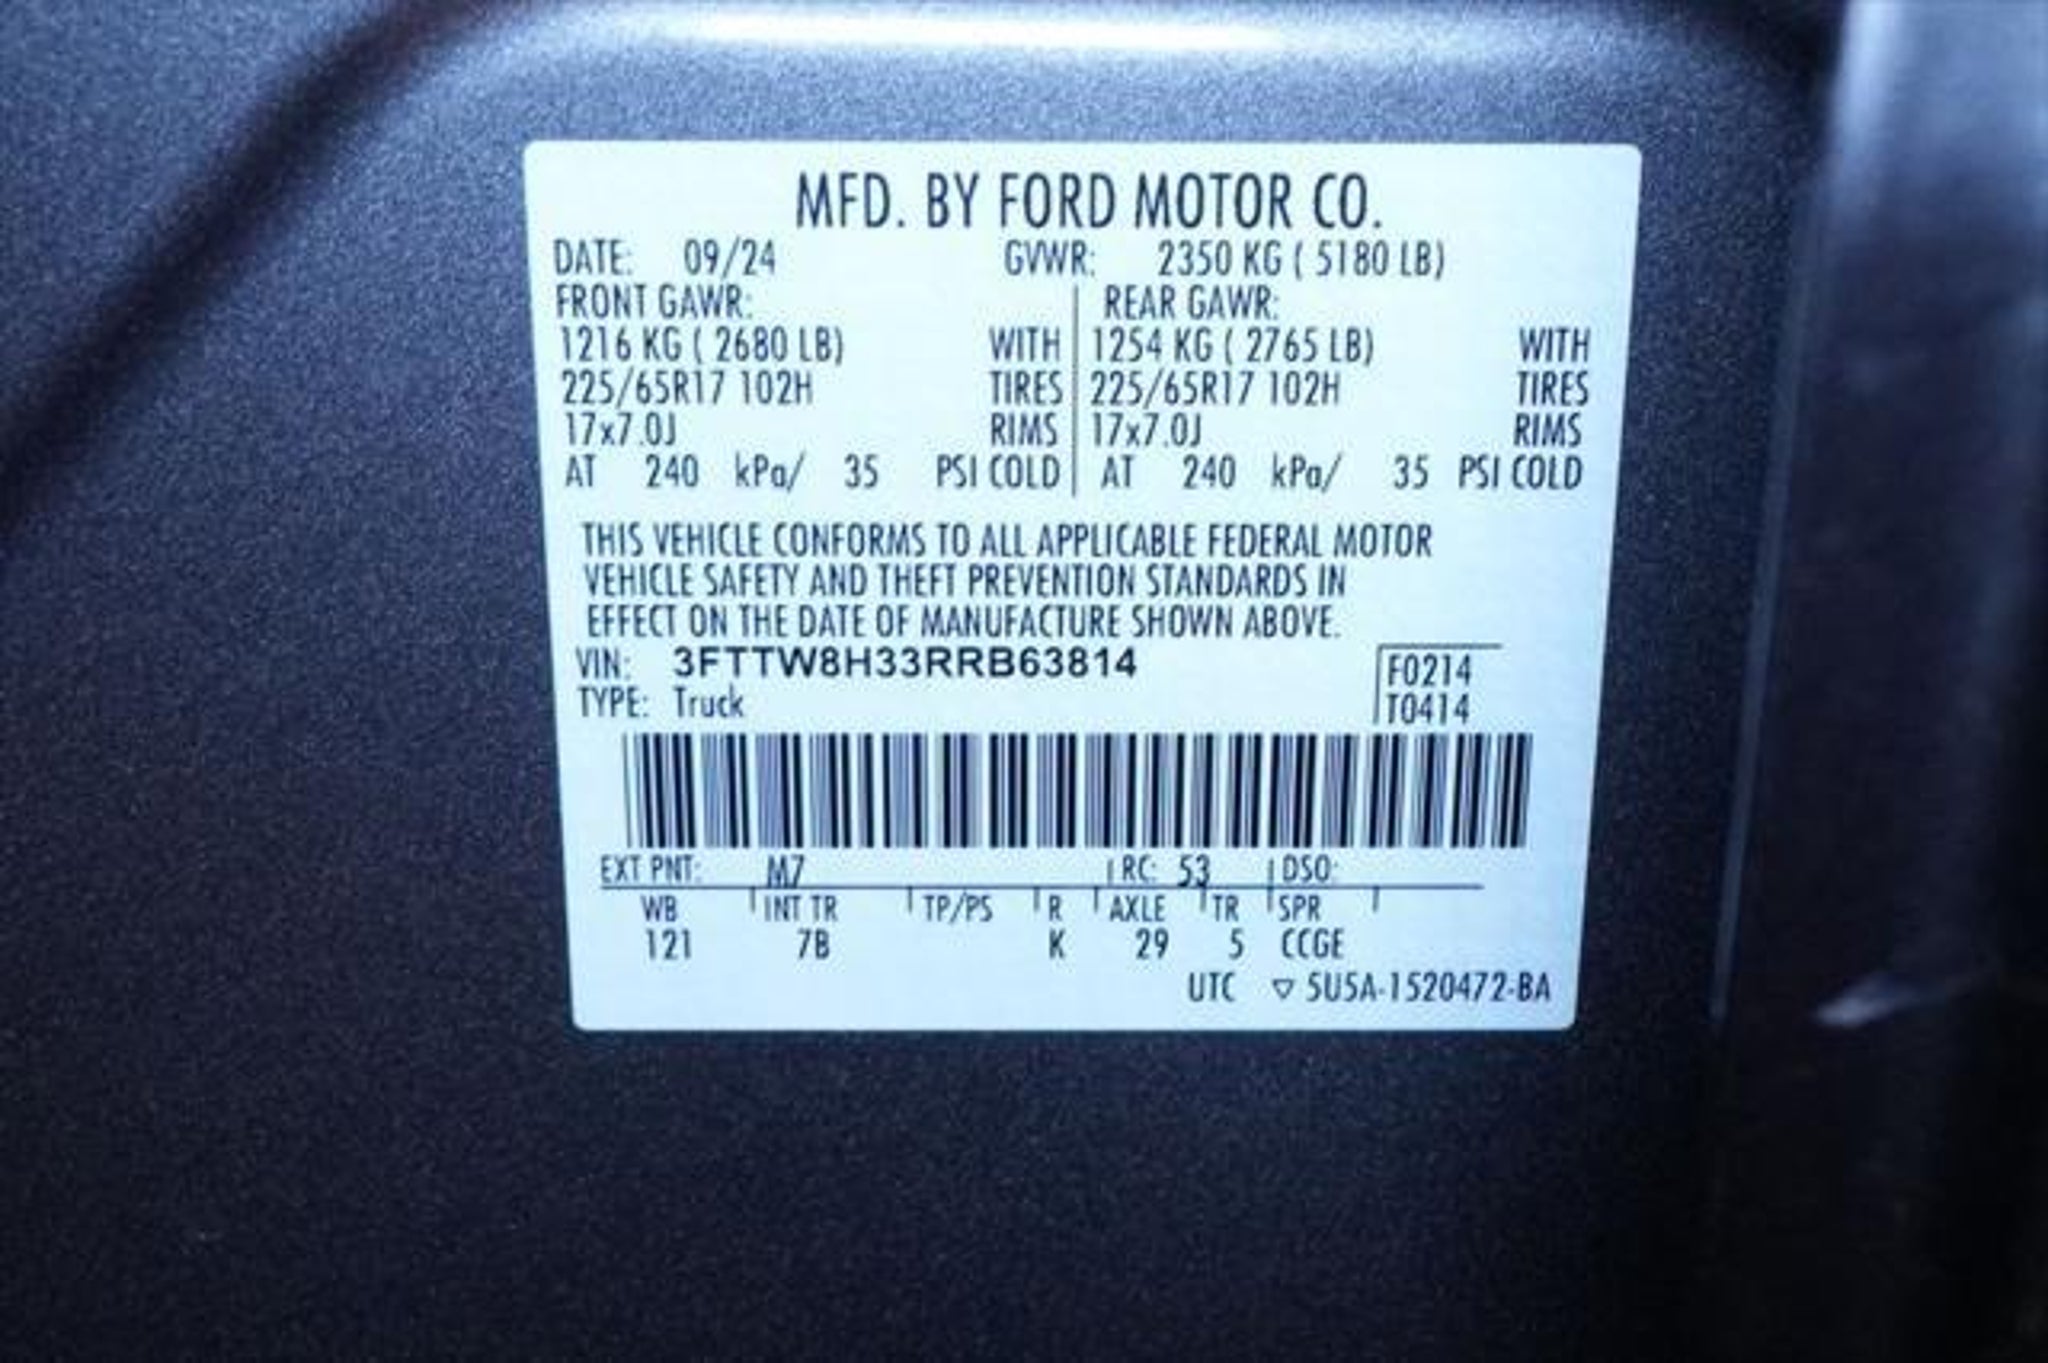 MFD. BY FORD MOTOR CO.
DATE: 09/24 GVWR: 2350 KG ( 5180 LB)
FRONT GAWR: REAR GAWR:
1216 KG ( 2680 LB) WITH 1254 KG ( 2765 LB) WITH
225/65R17 102H TIRES 225/65R17 102H TIRES
17x7.0J RIMS 17x7.0J RIMS
AT 240 kPa/ 35 PSI COLD AT 240 kPa/ 35 PSI COLD
THIS VEHICLE CONFORMS TO ALL APPLICABLE FEDERAL MOTOR
VEHICLE SAFETY AND THEFT PREVENTION STANDARDS IN
EFFECT ON THE DATE OF MANUFACTURE SHOWN ABOVE.
VIN: 3FTTW8H33RRB63814 F0214
TYPE: Truck T0414
EXT PNT: M7 RC: 53 DSO:
WB INT TR TP/PS R AXLE TR SPR
121 7B K 29 5 CCGE
UTC ▽ 5U5A-1520472-BA